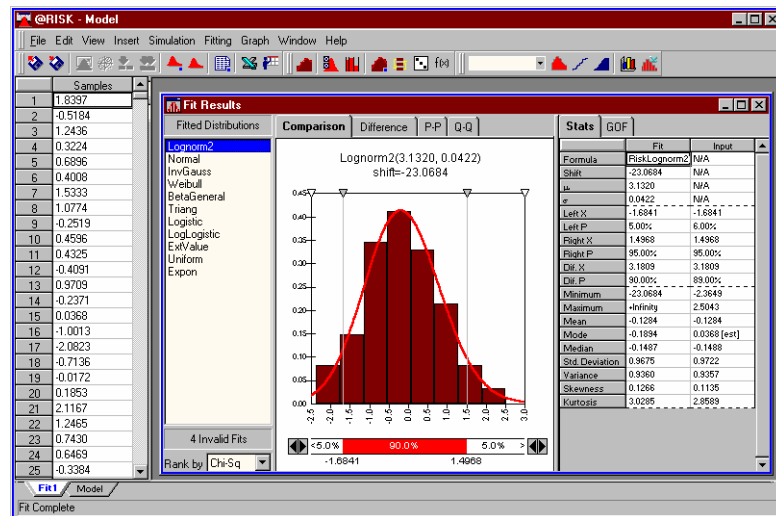 @RISK - Model
File Edit View Insert Simulation Fitting Graph Window Help
f(x)
Samples
1 1.8397
2 -0.5184
3 1.2436
4 0.3224
5 0.6896
6 0.4008
7 1.5333
8 1.0774
9 -0.2519
10 0.4596
11 0.4325
12 -0.4091
13 0.9709
14 -0.2371
15 0.0368
16 -1.0013
17 -2.0823
18 -0.7136
19 -0.0172
20 0.1853
21 2.1167
22 1.2465
23 0.7430
24 0.6469
25 -0.3384
Fit Results
Fitted Distributions
Lognorm2
Normal
InvGauss
Weibull
BetaGeneral
Triang
Logistic
LogLogistic
ExtValue
Uniform
Expon
4 Invalid Fits
Rank by Chi-Sq
Comparison Difference P-P Q-Q
Lognorm2(3.1320, 0.0422)
shift=-23.0684
0.45
0.40
0.35
0.30
0.25
0.20
0.15
0.10
0.05
0.00
-2.5 -2.0 -1.5 -1.0 -0.5 0.0 0.5 1.0 1.5 2.0 2.5 3.0
<5.0% 90.0% 5.0% >
-1.6841 1.4968
Stats GOF
Fit Input
Formula RiskLognorm2 N/A
Shift -23.0684 N/A
μ 3.1320 N/A
σ 0.0422 N/A
Left X -1.6841 -1.6841
Left P 5.00% 6.00%
Right X 1.4968 1.4968
Right P 95.00% 95.00%
Dif. X 3.1809 3.1809
Dif. P 90.00% 89.00%
Minimum -23.0684 -2.3649
Maximum +Infinity 2.5043
Mean -0.1284 -0.1284
Mode -0.1894 0.0368 [est]
Median -0.1487 -0.1488
Std. Deviation 0.9675 0.9722
Variance 0.9360 0.9357
Skewness 0.1266 0.1135
Kurtosis 3.0285 2.8589
Fit1 Model
Fit Complete